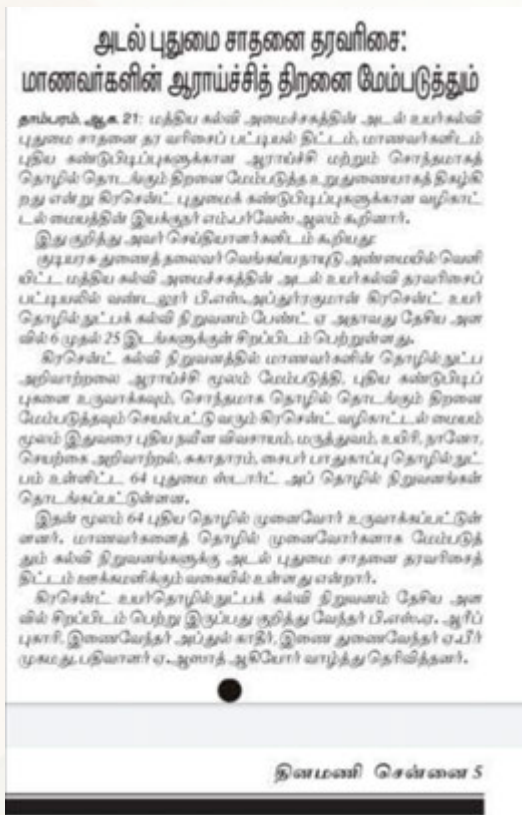 அடல் புதுமை சாதனை தரவரிசை:
மாணவர்களின் ஆராய்ச்சித் திறனை மேம்படுத்தும்
தாம்பரம், ஆக. 21: மத்திய கல்வி அமைச்சகத்தின் அடல் உயர்கல்வி
புதுமை சாதனை தர வரிசைப் பட்டியல் திட்டம், மாணவர்களிடம்
புதிய கண்டுபிடிப்புகளுக்கான ஆராய்ச்சி மற்றும் சொந்தமாகத்
தொழில் தொடங்கும் திறனை மேம்படுத்த உறுதுணையாகத் திகழ்கி
றது என்று கிரசென்ட் புதுமைக் கண்டுபிடிப்புகளுக்கான வழிகாட்
டல் மையத்தின் இயக்குநர் எம்.பர்வேஸ் ஆலம் கூறினார்.
இது குறித்து அவர் செய்தியாளர்களிடம் கூறியது:
குடியரசு துணைத் தலைவர் வெங்கய்ய நாயுடு அண்மையில் வெளி
யிட்ட மத்திய கல்வி அமைச்சகத்தின் அடல் உயர்கல்வி தரவரிசைப்
பட்டியலில் வண்டலூர் பி.எஸ்.அப்துர்ரகுமான் கிரசென்ட் உயர்
தொழில்நுட்பக் கல்வி நிறுவனம் பேண்ட் ஏ அதாவது தேசிய அள
வில் 6 முதல் 25 இடங்களுக்குள் சிறப்பிடம் பெற்றுள்ளது.
கிரசென்ட் கல்வி நிறுவனத்தில் மாணவர்களின் தொழில்நுட்ப
அறிவாற்றலை ஆராய்ச்சி மூலம் மேம்படுத்தி, புதிய கண்டுபிடிப்
புகளை உருவாக்கவும், சொந்தமாக தொழில் தொடங்கும் திறனை
மேம்படுத்தவும் செயல்பட்டு வரும் கிரசென்ட் வழிகாட்டல் மையம்
மூலம் இதுவரை புதிய நவீன விவசாயம், மருத்துவம், உயிரி, நானோ,
செயற்கை அறிவாற்றல், சுகாதாரம், சைபர் பாதுகாப்பு தொழில்நுட்
பம் உள்ளிட்ட 64 புதுமை ஸ்டார்ட் அப் தொழில் நிறுவனங்கள்
தொடங்கப்பட்டுள்ளன.
இதன் மூலம் 64 புதிய தொழில் முனைவோர் உருவாக்கப்பட்டுள்
ளனர். மாணவர்களைத் தொழில் முனைவோர்களாக மேம்படுத்
தும் கல்வி நிறுவனங்களுக்கு அடல் புதுமை சாதனை தரவரிசைத்
திட்டம் ஊக்கமளிக்கும் வகையில் உள்ளது என்றார்.
கிரசென்ட் உயர்தொழில்நுட்பக் கல்வி நிறுவனம் தேசிய அள
வில் சிறப்பிடம் பெற்று இருப்பது குறித்து வேந்தர் பி.எஸ்.ஏ. ஆரீப்
புகாரி, இணைவேந்தர் அப்துல் காதிர், இணை துணைவேந்தர் ஏ.பீர்
முகமது, பதிவாளர் ஏ.ஆஸாத் ஆகியோர் வாழ்த்து தெரிவித்தனர்.
தினமணி சென்னை 5